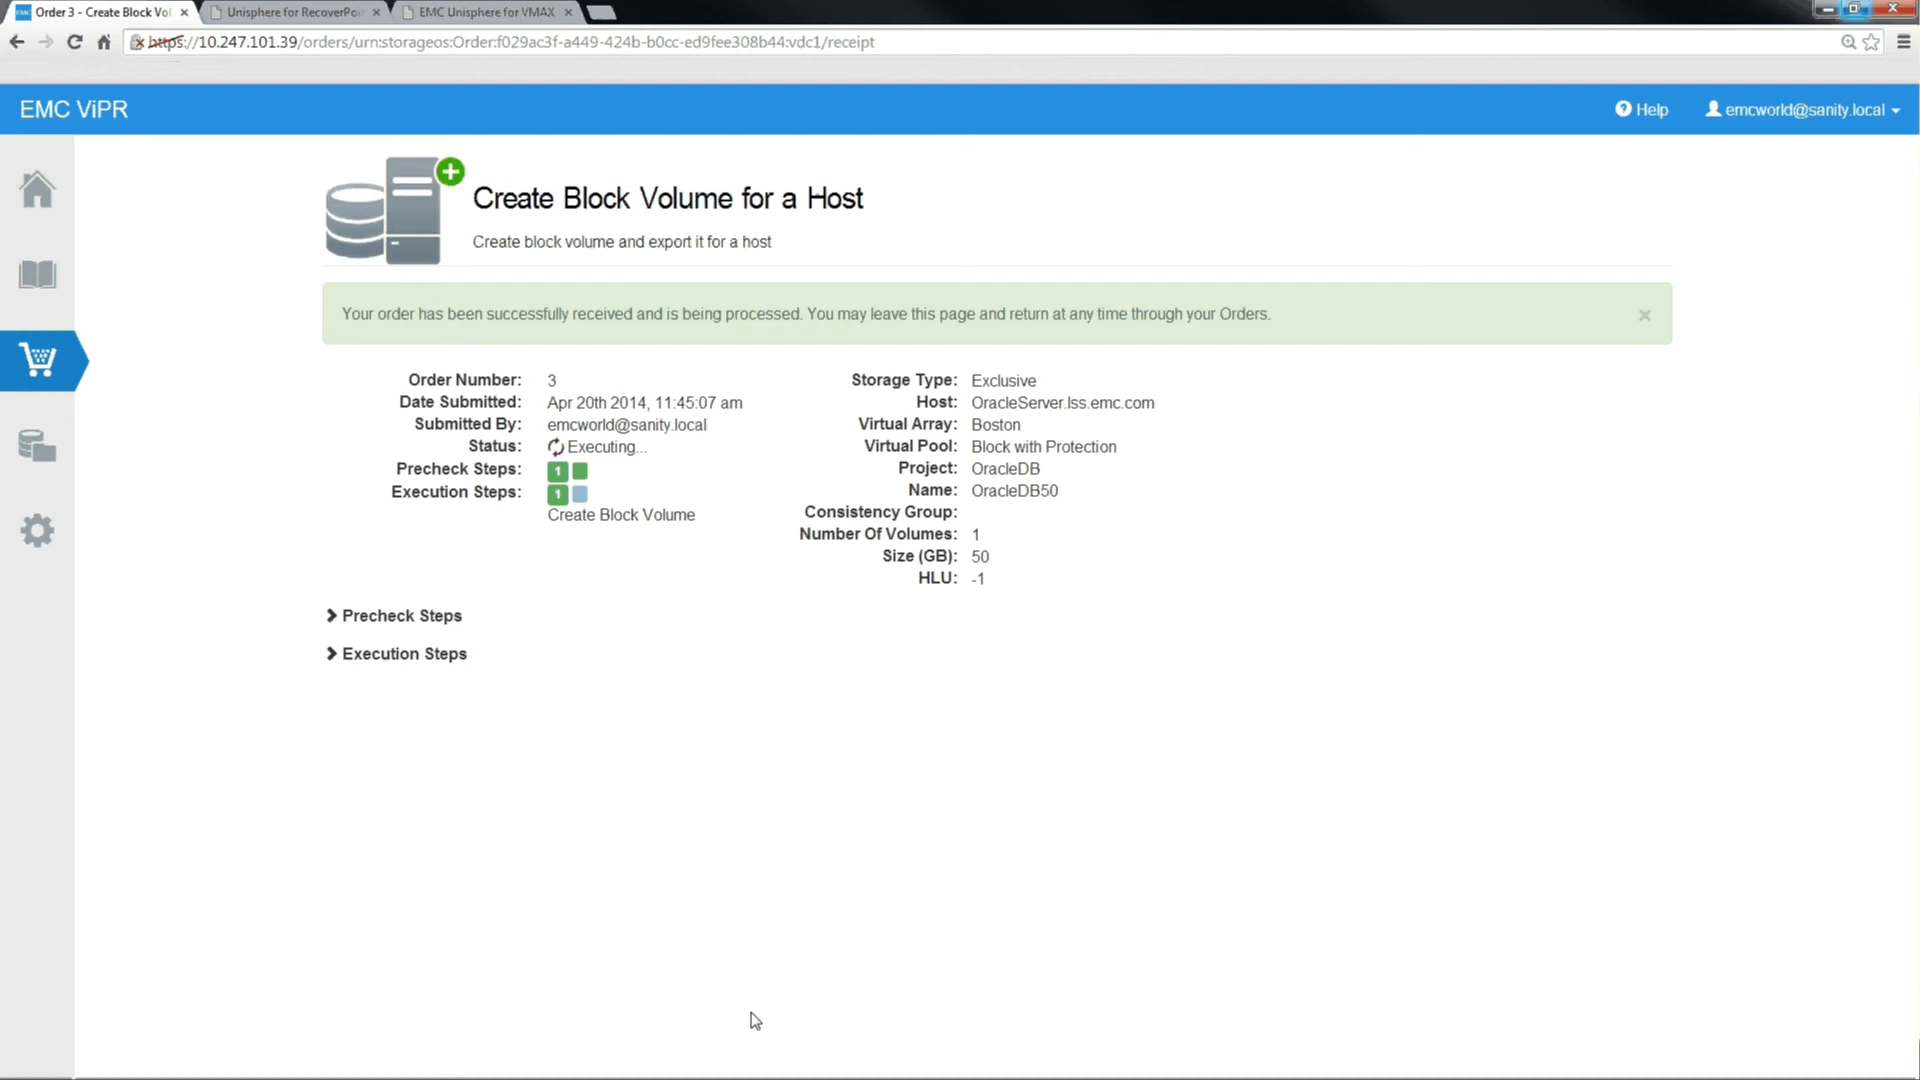 Order 3 - Create Block Vol
Unisphere for RecoverPoi
EMC Unisphere for VMAX
https://10.247.101.39/orders/urn:storageos:Order:f029ac3f-a449-424b-b0cc-ed9fee308b44:vdc1/receipt
EMC ViPR
Help
emcworld@sanity.local
Create Block Volume for a Host
Create block volume and export it for a host
Your order has been successfully received and is being processed. You may leave this page and return at any time through your Orders.
Order Number: 3
Date Submitted: Apr 20th 2014, 11:45:07 am
Submitted By: emcworld@sanity.local
Status: Executing...
Precheck Steps: 1
Execution Steps: 1
Create Block Volume
Storage Type: Exclusive
Host: OracleServer.lss.emc.com
Virtual Array: Boston
Virtual Pool: Block with Protection
Project: OracleDB
Name: OracleDB50
Consistency Group:
Number Of Volumes: 1
Size (GB): 50
HLU: -1
Precheck Steps
Execution Steps